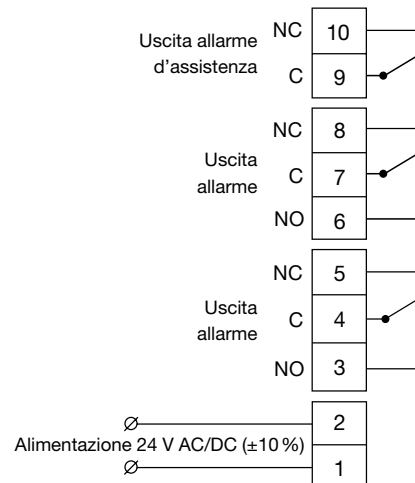 Uscita allarme
d'assistenza
NC 10
C 9
Uscita
allarme
NC 8
C 7
NO 6
Uscita
allarme
NC 5
C 4
NO 3
2
Alimentazione 24 V AC/DC (±10 %)
1